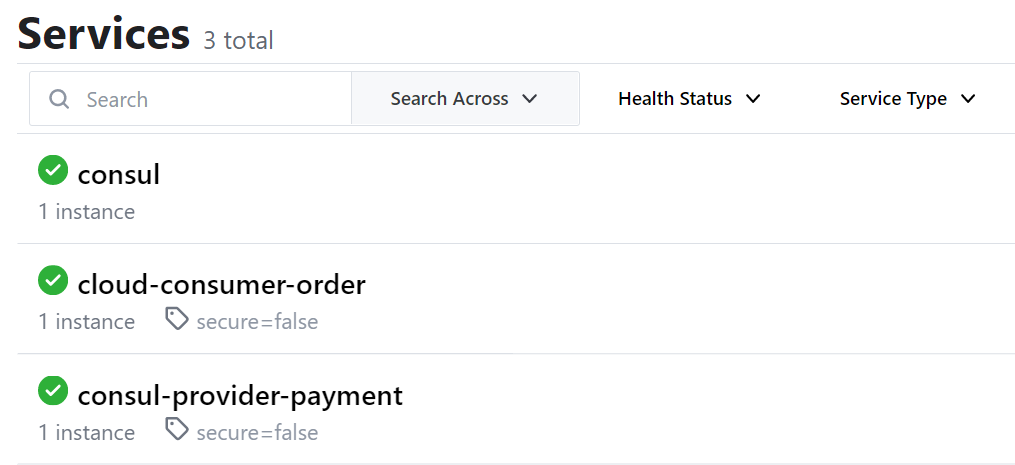 Services 3 total
Search Search Across Health Status Service Type
consul
1 instance
cloud-consumer-order
1 instance secure=false
consul-provider-payment
1 instance secure=false